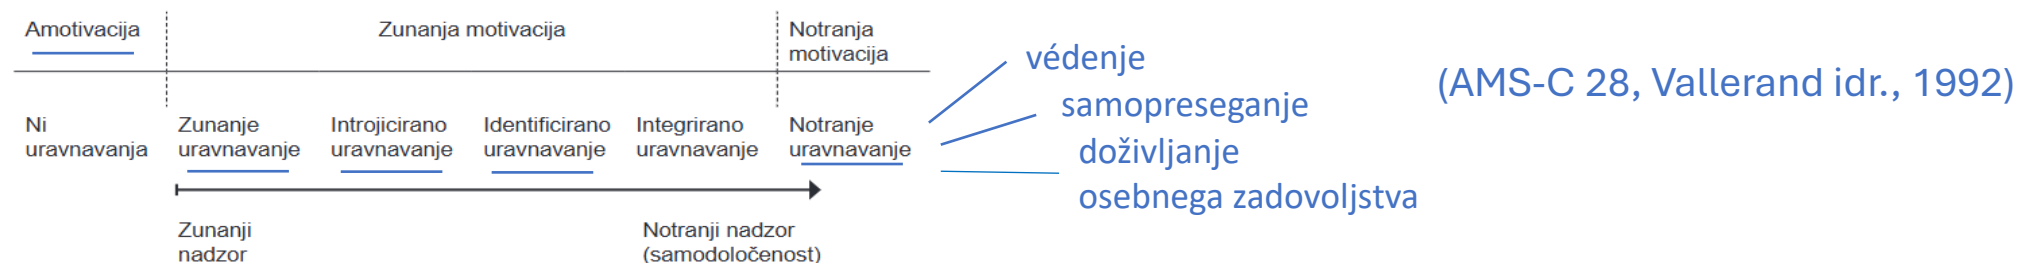 Amotivacija
Zunanja motivacija
Notranja
motivacija
Ni
uravnavanja
Zunanje
uravnavanje
Introjicirano
uravnavanje
Identificirano
uravnavanje
Integrirano
uravnavanje
Notranje
uravnavanje
Zunanji
nadzor
Notranji nadzor
(samodoločenost)
védenje
samopreseganje
doživljanje
osebnega zadovoljstva
(AMS-C 28, Vallerand idr., 1992)